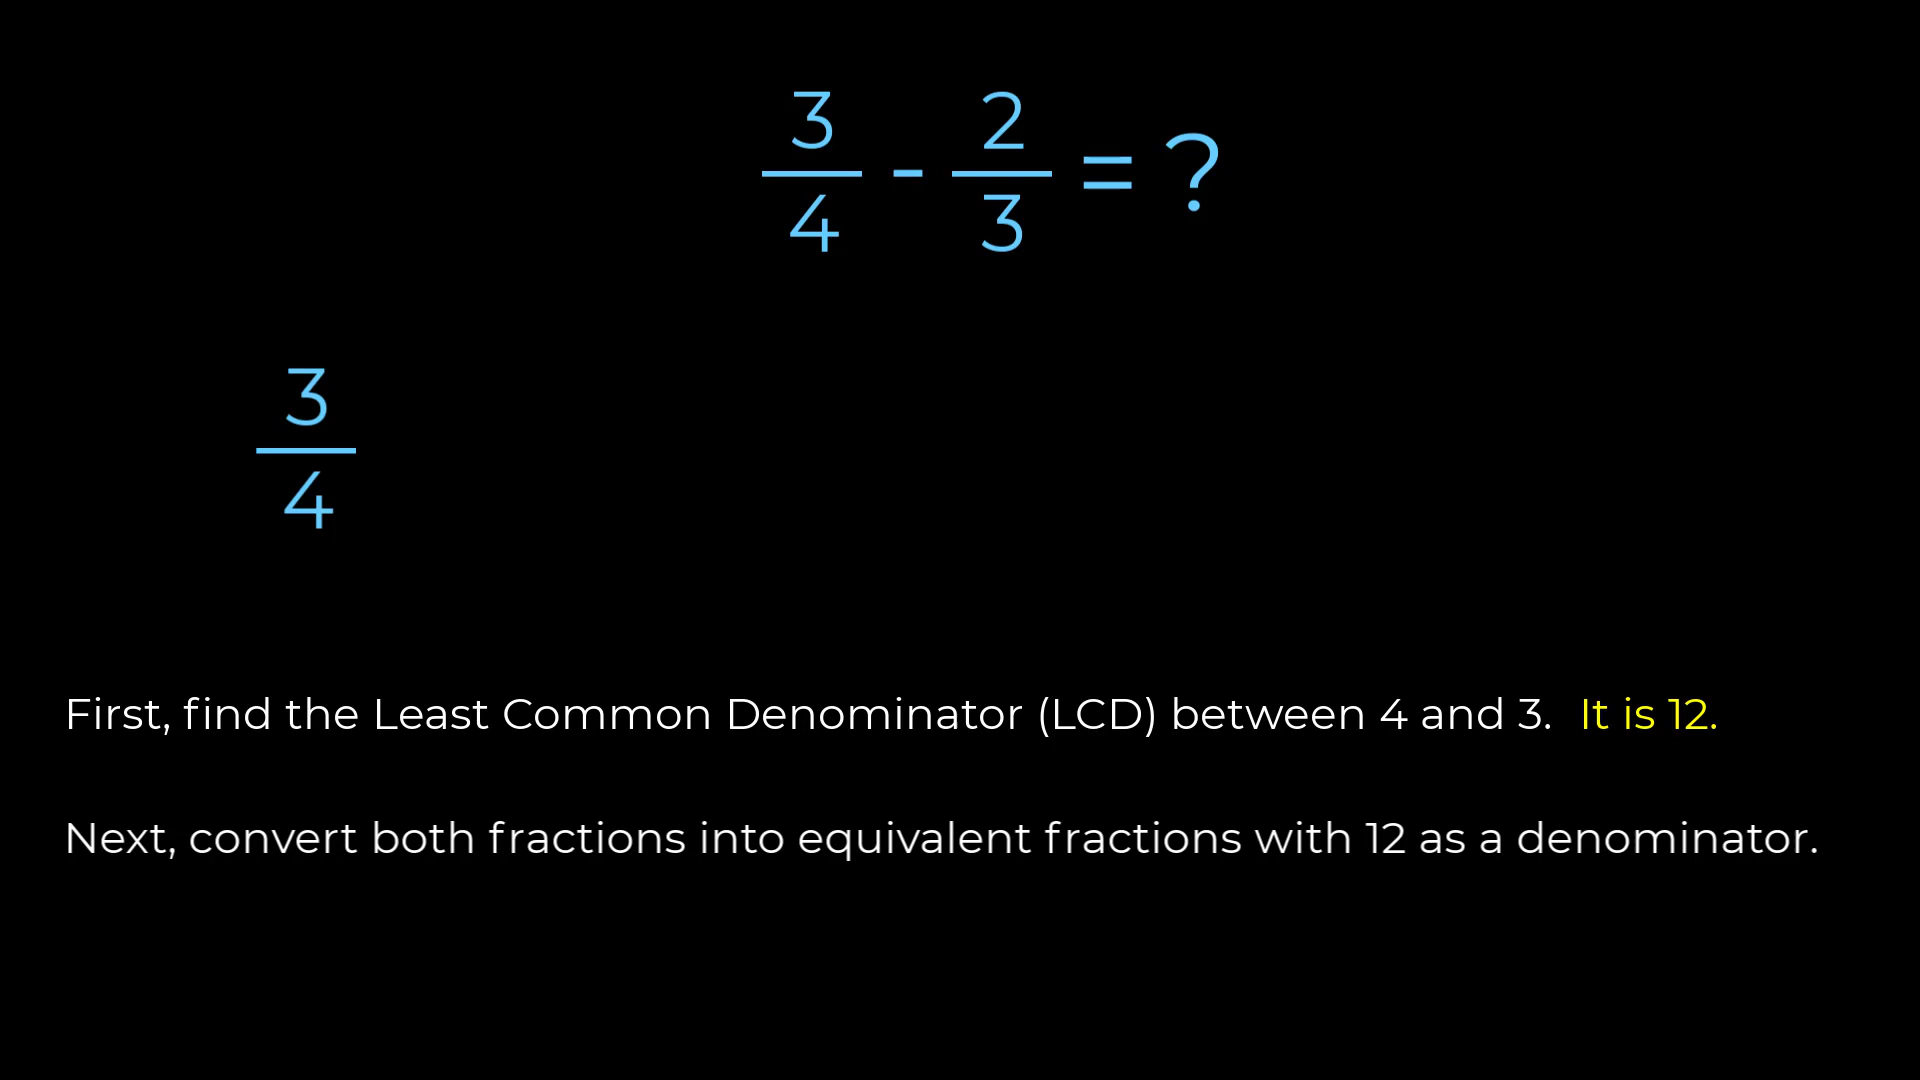 3/4 - 2/3 = ?
3/4
First, find the Least Common Denominator (LCD) between 4 and 3. It is 12.
Next, convert both fractions into equivalent fractions with 12 as a denominator.